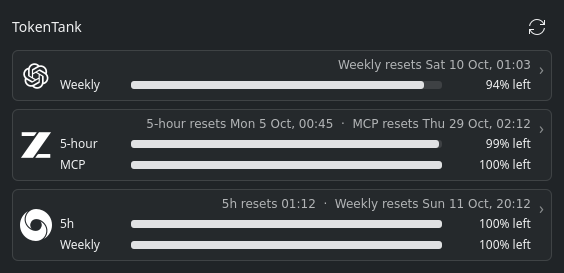 TokenTank
Weekly resets Sat 10 Oct, 01:03
Weekly 94% left
5-hour resets Mon 5 Oct, 00:45 · MCP resets Thu 29 Oct, 02:12
5-hour 99% left
MCP 100% left
5h resets 01:12 · Weekly resets Sun 11 Oct, 20:12
5h 100% left
Weekly 100% left